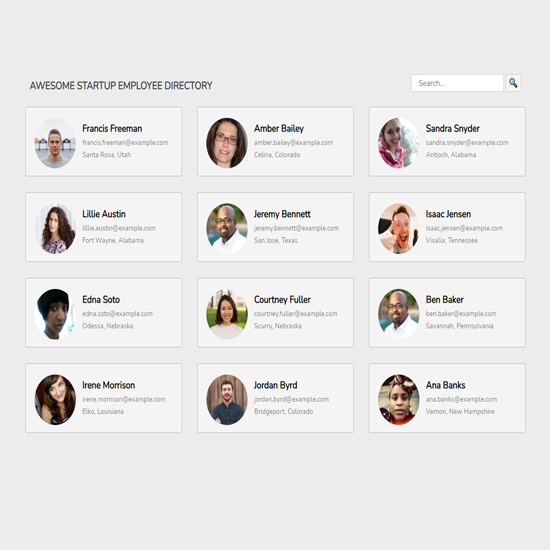 AWESOME STARTUP EMPLOYEE DIRECTORY
Search...
Francis Freeman
francis.freeman@example.com
Santa Rosa, Utah
Amber Bailey
amber.bailey@example.com
Celina, Colorado
Sandra Snyder
sandra.snyder@example.com
Antioch, Alabama
Lillie Austin
lillie.austin@example.com
Fort Wayne, Alabama
Jeremy Bennett
jeremy.bennett@example.com
San Jose, Texas
Isaac Jensen
isaac.jensen@example.com
Visalia, Tennessee
Edna Soto
edna.soto@example.com
Odessa, Nebraska
Courtney Fuller
courtney.fuller@example.com
Scurry, Nebraska
Ben Baker
ben.baker@example.com
Savannah, Pennsylvania
Irene Morrison
irene.morrison@example.com
Elko, Louisiana
Jordan Byrd
jordan.byrd@example.com
Bridgeport, Colorado
Ana Banks
ana.banks@example.com
Vernon, New Hampshire